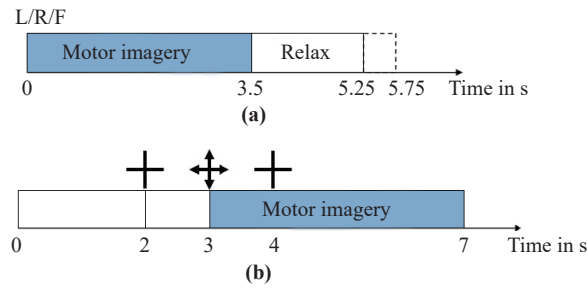 L/R/F
Motor imagery Relax
0 3.5 5.25 5.75 Time in s
(a)
Motor imagery
0 2 3 4 7 Time in s
(b)